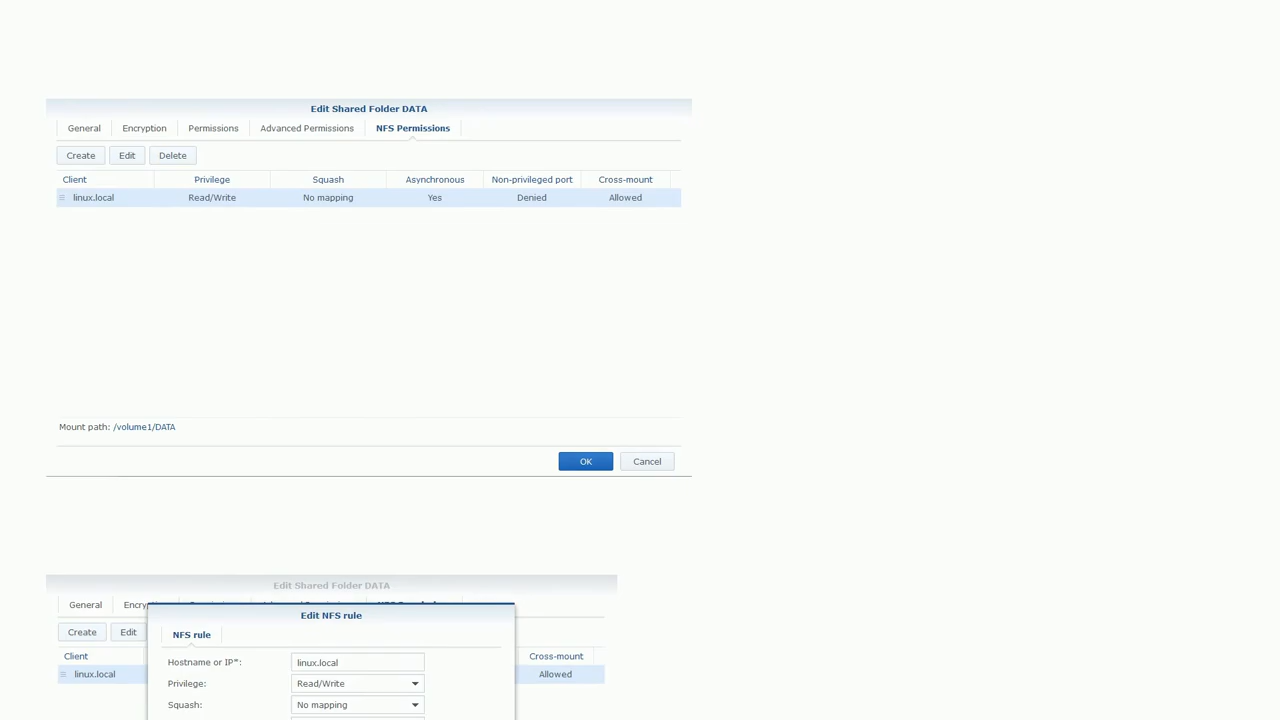 Edit Shared Folder DATA
General Encryption Permissions Advanced Permissions NFS Permissions
Create Edit Delete
Client Privilege Squash Asynchronous Non-privileged port Cross-mount
linux.local Read/Write No mapping Yes Denied Allowed
Mount path: /volume1/DATA
OK Cancel
Edit Shared Folder DATA
General
Edit NFS rule
Create Edit
NFS rule
Client Cross-mount
Hostname or IP*: linux.local
linux.local Allowed
Privilege: Read/Write
Squash: No mapping